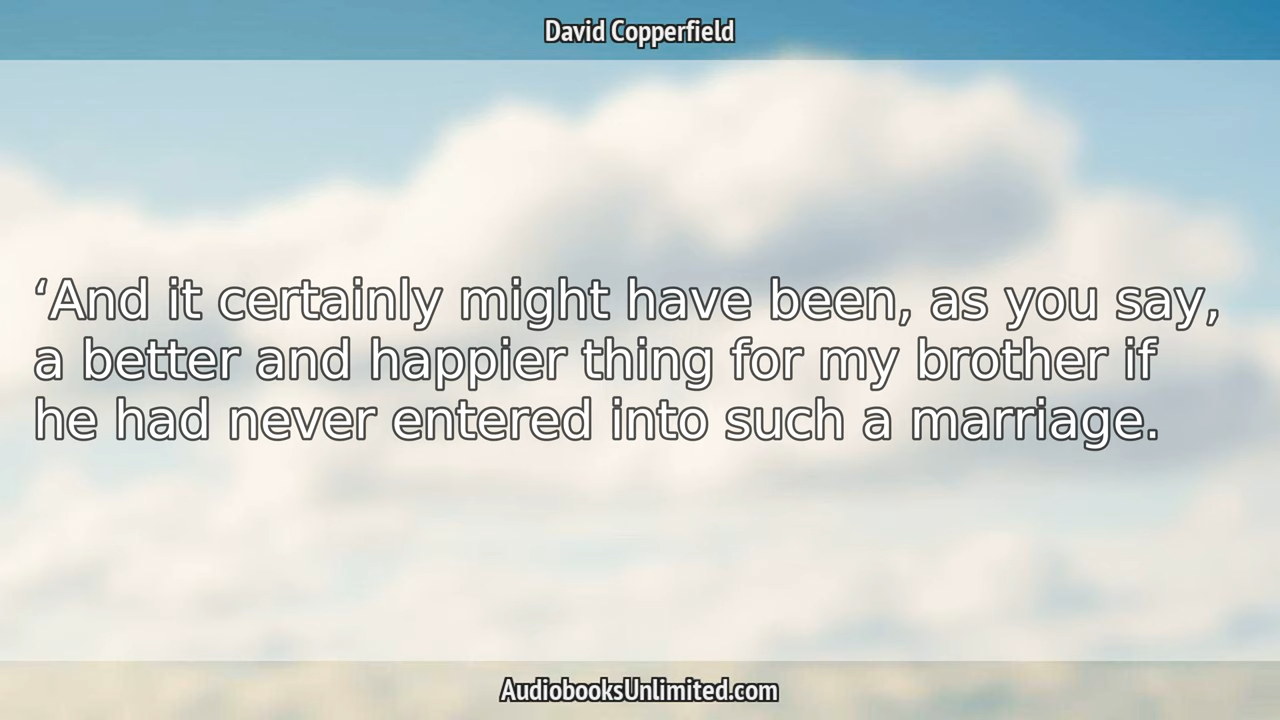 David Copperfield
‘And it certainly might have been, as you say,
a better and happier thing for my brother if
he had never entered into such a marriage.
AudiobooksUnlimited.com